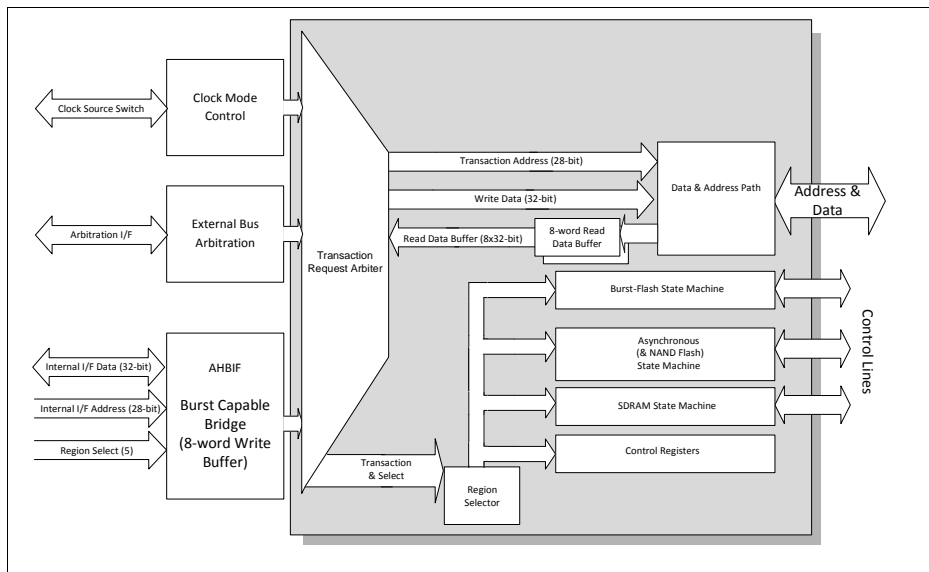 Clock Source Switch
Clock Mode
Control
Arbitration I/F
External Bus
Arbitration
Internal I/F Data (32-bit)
Internal I/F Address (28-bit)
Region Select (5)
AHBIF
Burst Capable
Bridge
(8-word Write
Buffer)
Transaction
Request Arbiter
Transaction Address (28-bit)
Write Data (32-bit)
Read Data Buffer (8x32-bit)
8-word Read
Data Buffer
Data & Address Path
Address &
Data
Burst-Flash State Machine
Asynchronous
(& NAND Flash)
State Machine
SDRAM State Machine
Control Registers
Control Lines
Transaction
& Select
Region
Selector